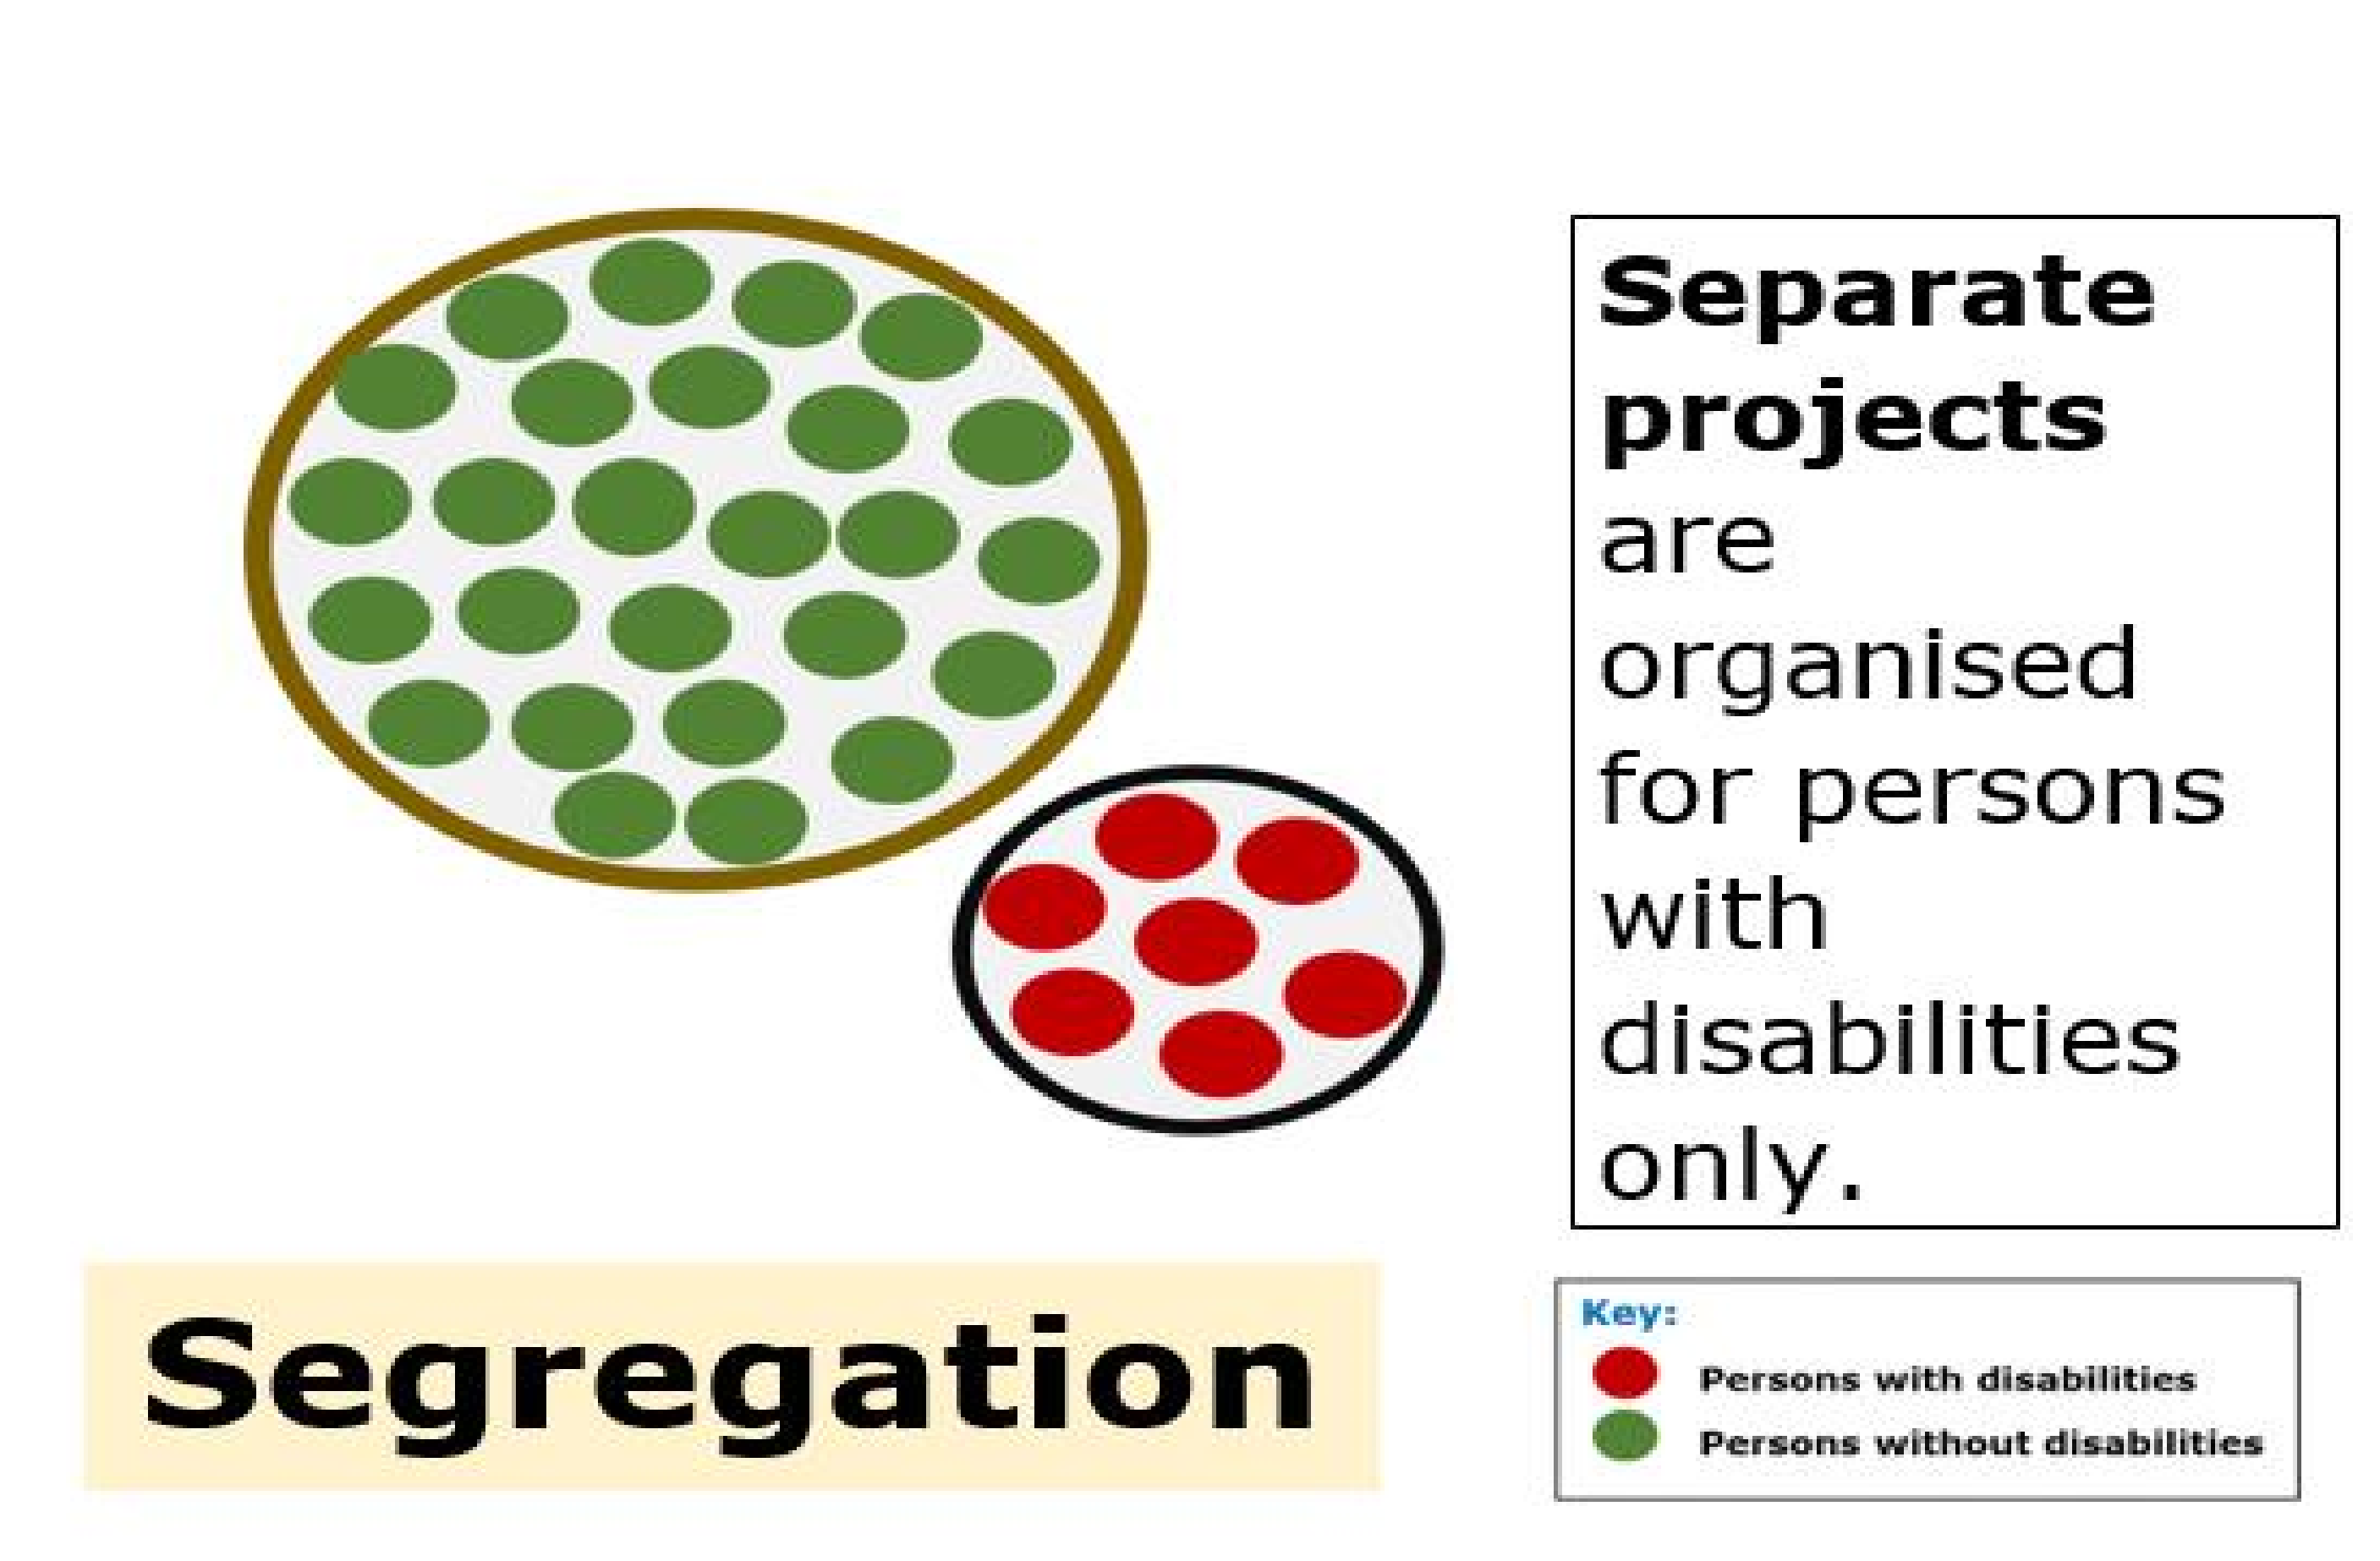 Separate
projects
are
organised
for persons
with
disabilities
only.
Segregation
Key:
Persons with disabilities
Persons without disabilities